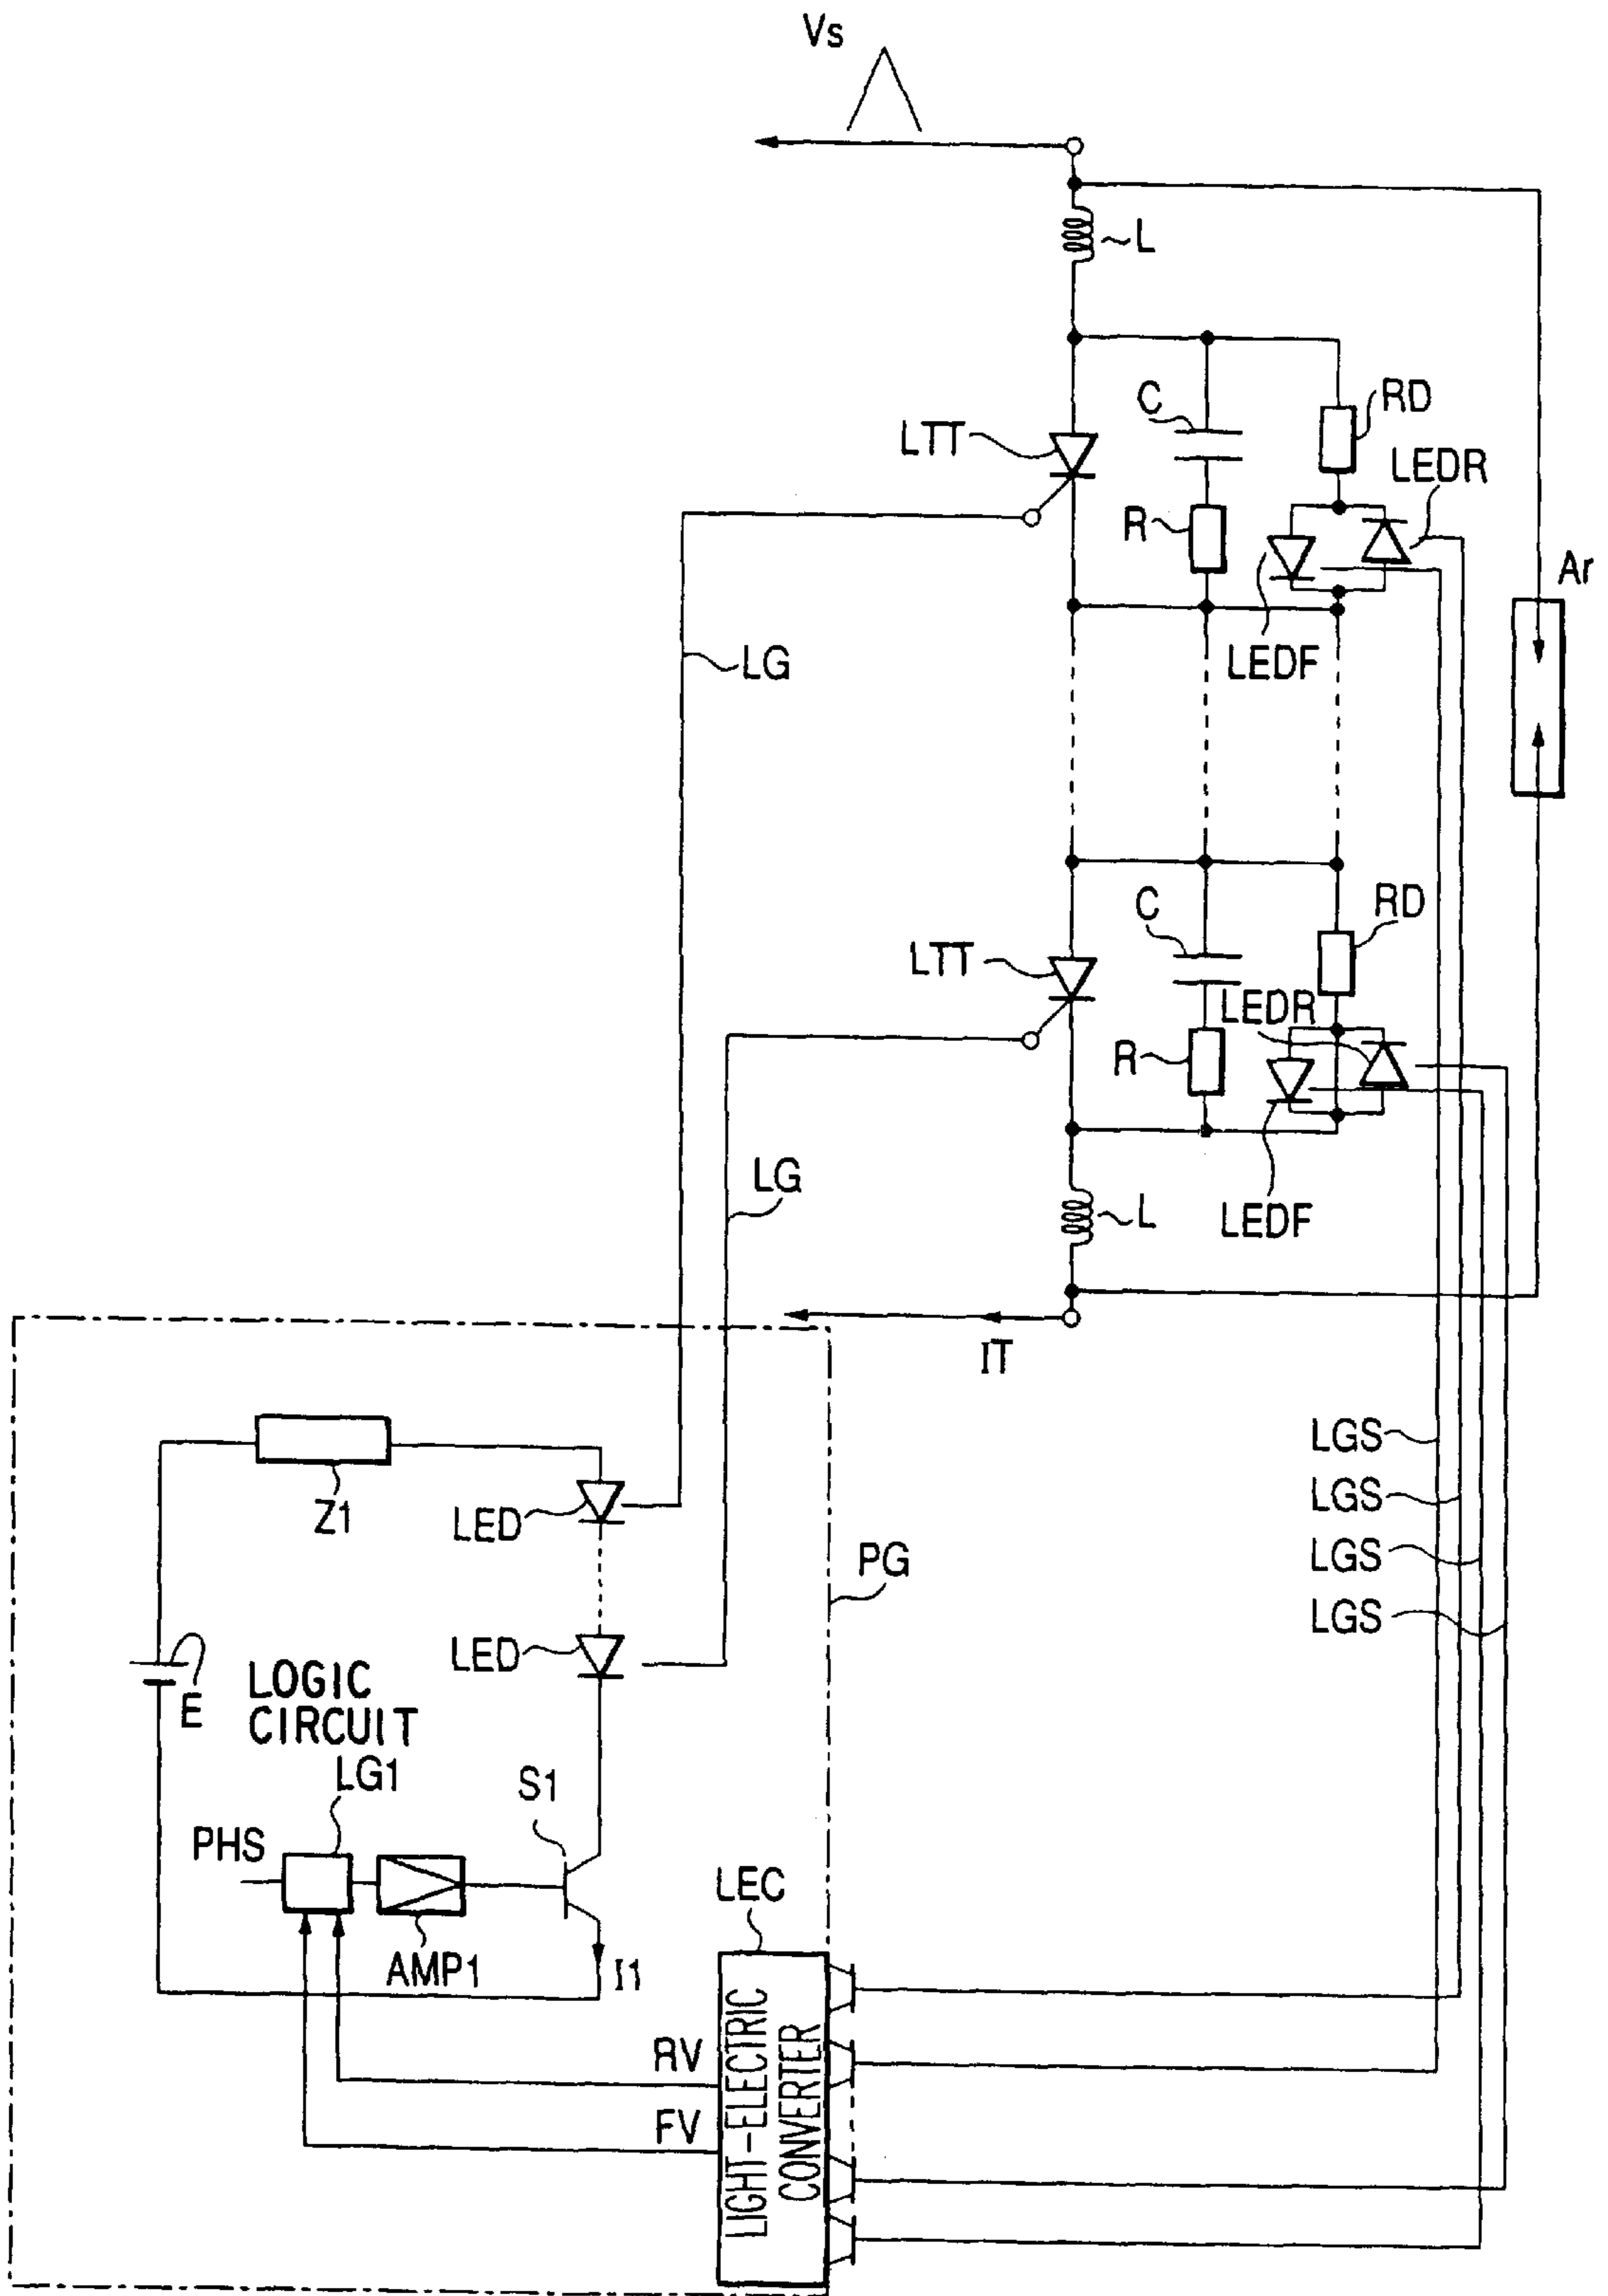 Vs
L
C
RD
LTT
LEDR
R
Ar
LEDF
LG
C
RD
LTT
LEDR
R
LG
L
LEDF
IT
LGS
Z1
LED
LGS
PG
LGS
LED
LGS
E
LOGIC
CIRCUIT
LG1
S1
PHS
LEC
AMP1
I1
RV
FV
LIGHT-ELECTRIC
CONVERTER